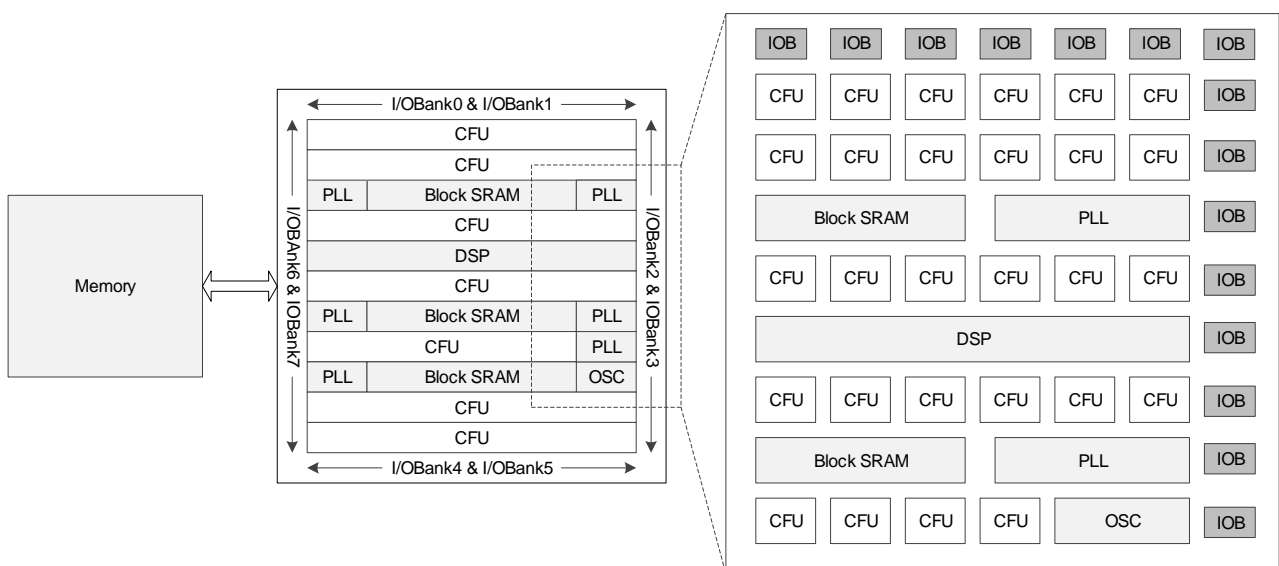 Memory
I/OBank0 & I/OBank1
I/OBAnk6 & IOBank7
CFU
CFU
PLL Block SRAM PLL
CFU
DSP
CFU
PLL Block SRAM PLL
CFU PLL
PLL Block SRAM OSC
CFU
CFU
I/OBank2 & IOBank3
I/OBank4 & I/OBank5
IOB IOB IOB IOB IOB IOB IOB
CFU CFU CFU CFU CFU CFU IOB
CFU CFU CFU CFU CFU CFU IOB
Block SRAM PLL IOB
CFU CFU CFU CFU CFU CFU IOB
DSP IOB
CFU CFU CFU CFU CFU CFU IOB
Block SRAM PLL IOB
CFU CFU CFU CFU OSC IOB